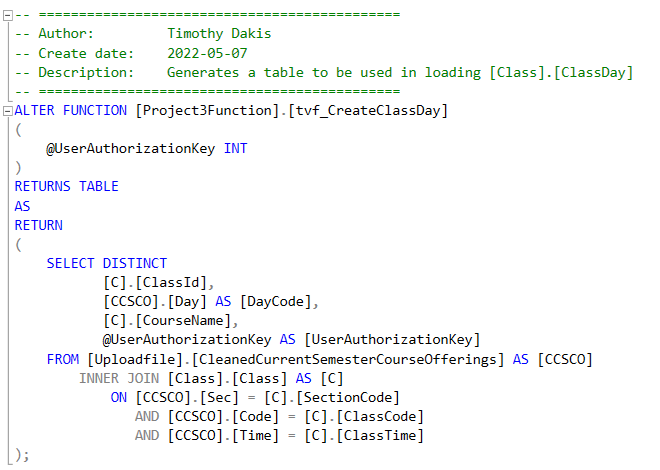 -- =============================================
-- Author:         Timothy Dakis
-- Create date:    2022-05-07
-- Description:    Generates a table to be used in loading [Class].[ClassDay]
-- =============================================
ALTER FUNCTION [Project3Function].[tvf_CreateClassDay]
(
    @UserAuthorizationKey INT
)
RETURNS TABLE
AS
RETURN
(
    SELECT DISTINCT
           [C].[ClassId],
           [CCSCO].[Day] AS [DayCode],
           [C].[CourseName],
           @UserAuthorizationKey AS [UserAuthorizationKey]
    FROM [Uploadfile].[CleanedCurrentSemesterCourseOfferings] AS [CCSCO]
        INNER JOIN [Class].[Class] AS [C]
            ON [CCSCO].[Sec] = [C].[SectionCode]
               AND [CCSCO].[Code] = [C].[ClassCode]
               AND [CCSCO].[Time] = [C].[ClassTime]
);